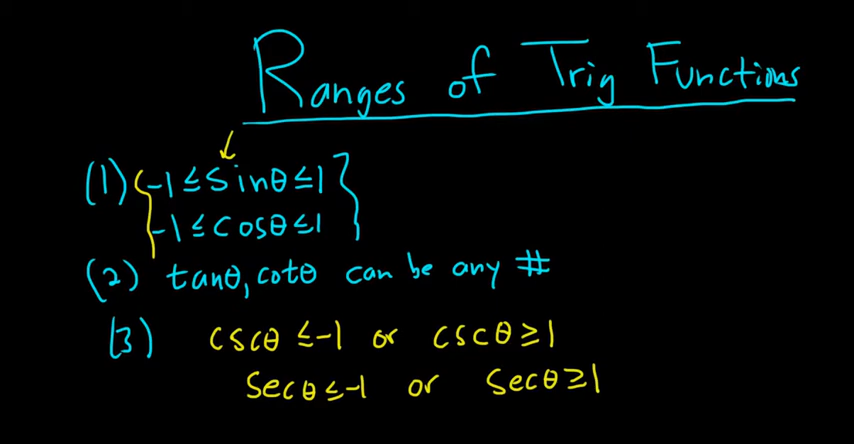 Ranges of Trig Functions
(1) -1 ≤ sinθ ≤ 1
-1 ≤ cosθ ≤ 1
(2) tanθ, cotθ can be any #
(3) cscθ ≤ -1 or cscθ ≥ 1
secθ ≤ -1 or secθ ≥ 1